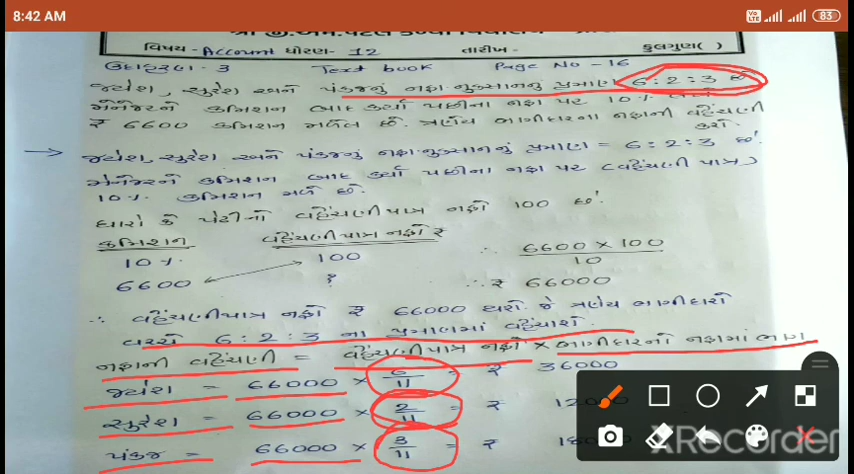 8:42 AM 83
વિષય - Account ધોરણ - 12 તારીખ - કુલગુણ ( )
ઉદાહરણ - 3 Text book Page No - 16
જયેશ, સુરેશ અને પંકજનું નફા-નુકસાનનું પ્રમાણ 6 : 2 : 3 છે
મેનેજરને કમિશન બાદ કર્યા પછીના નફા પર 10%
₹ 6600 કમિશન મળેલ છે. ત્રણેય ભાગીદારના નફાની વહેંચણી કરો
→ જયેશ, સુરેશ અને પંકજનું નફા-નુકસાનનું પ્રમાણ = 6 : 2 : 3 છે.
મેનેજરને કમિશન બાદ કર્યા પછીના નફા પર (વહેંચણીપાત્ર)
10% કમિશન મળે છે.
ધારો કે પેઢીનો વહેંચણીપાત્ર નફો 100 છે.
કમિશન વહેંચણીપાત્ર નફો ₹
10% 100 ∴ 6600 × 100 / 10
6600 ? ∴ ₹ 66000
∴ વહેંચણીપાત્ર નફો ₹ 66000 થશે. જે ત્રણેય ભાગીદારો
વચ્ચે 6 : 2 : 3 ના પ્રમાણમાં વહેંચાશે.
નફાની વહેંચણી = વહેંચણીપાત્ર નફો × ભાગીદારનો નફામાં ભાગ
જયેશ = 66000 × 6/11 = ₹ 36000
સુરેશ = 66000 × 2/11 = ₹ 12000
પંકજ = 66000 × 3/11 = ₹ 18000
XRecorder